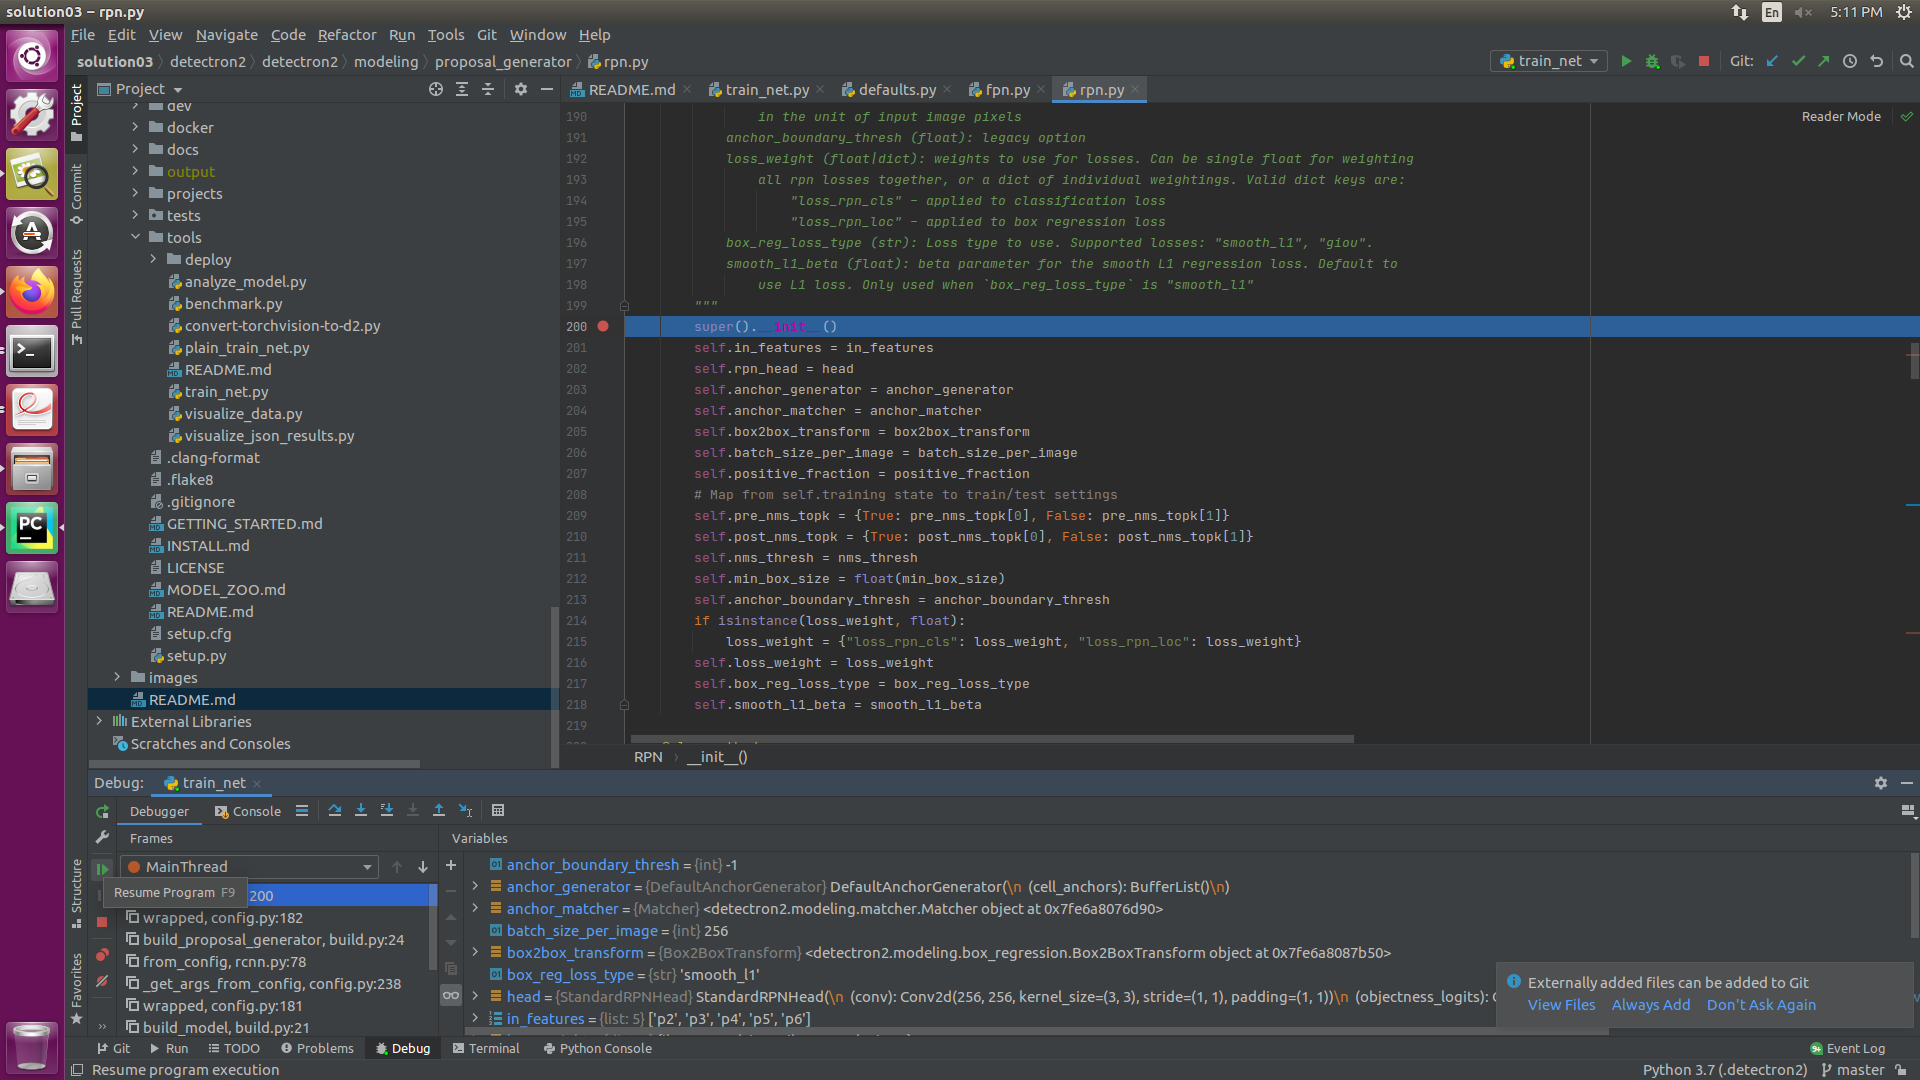 solution03 – rpn.py
En
5:11 PM
File Edit View Navigate Code Refactor Run Tools Git Window Help
solution03 detectron2 detectron2 modeling proposal_generator rpn.py
train_net
Git:
Project
README.md train_net.py defaults.py fpn.py rpn.py
Project
Commit
Pull Requests
Structure
Favorites
dev
docker
docs
output
projects
tests
tools
deploy
analyze_model.py
benchmark.py
convert-torchvision-to-d2.py
plain_train_net.py
README.md
train_net.py
visualize_data.py
visualize_json_results.py
.clang-format
.flake8
.gitignore
GETTING_STARTED.md
INSTALL.md
LICENSE
MODEL_ZOO.md
README.md
setup.cfg
setup.py
images
README.md
External Libraries
Scratches and Consoles
Reader Mode
190 in the unit of input image pixels
191 anchor_boundary_thresh (float): legacy option
192 loss_weight (float|dict): weights to use for losses. Can be single float for weighting
193 all rpn losses together, or a dict of individual weightings. Valid dict keys are:
194 "loss_rpn_cls" - applied to classification loss
195 "loss_rpn_loc" - applied to box regression loss
196 box_reg_loss_type (str): Loss type to use. Supported losses: "smooth_l1", "giou".
197 smooth_l1_beta (float): beta parameter for the smooth L1 regression loss. Default to
198 use L1 loss. Only used when `box_reg_loss_type` is "smooth_l1"
199 """
200 super().__init__()
201 self.in_features = in_features
202 self.rpn_head = head
203 self.anchor_generator = anchor_generator
204 self.anchor_matcher = anchor_matcher
205 self.box2box_transform = box2box_transform
206 self.batch_size_per_image = batch_size_per_image
207 self.positive_fraction = positive_fraction
208 # Map from self.training state to train/test settings
209 self.pre_nms_topk = {True: pre_nms_topk[0], False: pre_nms_topk[1]}
210 self.post_nms_topk = {True: post_nms_topk[0], False: post_nms_topk[1]}
211 self.nms_thresh = nms_thresh
212 self.min_box_size = float(min_box_size)
213 self.anchor_boundary_thresh = anchor_boundary_thresh
214 if isinstance(loss_weight, float):
215 loss_weight = {"loss_rpn_cls": loss_weight, "loss_rpn_loc": loss_weight}
216 self.loss_weight = loss_weight
217 self.box_reg_loss_type = box_reg_loss_type
218 self.smooth_l1_beta = smooth_l1_beta
219
RPN __init__()
Debug: train_net
Debugger Console
Frames
MainThread
Resume Program F9
200
wrapped, config.py:182
build_proposal_generator, build.py:24
from_config, rcnn.py:78
_get_args_from_config, config.py:238
wrapped, config.py:181
build_model, build.py:21
Variables
anchor_boundary_thresh = {int} -1
anchor_generator = {DefaultAnchorGenerator} DefaultAnchorGenerator(\n (cell_anchors): BufferList()\n)
anchor_matcher = {Matcher} <detectron2.modeling.matcher.Matcher object at 0x7fe6a8076d90>
batch_size_per_image = {int} 256
box2box_transform = {Box2BoxTransform} <detectron2.modeling.box_regression.Box2BoxTransform object at 0x7fe6a8087b50>
box_reg_loss_type = {str} 'smooth_l1'
head = {StandardRPNHead} StandardRPNHead(\n (conv): Conv2d(256, 256, kernel_size=(3, 3), stride=(1, 1), padding=(1, 1))\n (objectness_logits):
in_features = {list: 5} ['p2', 'p3', 'p4', 'p5', 'p6']
Externally added files can be added to Git
View Files Always Add Don't Ask Again
Git Run TODO Problems Debug Terminal Python Console
Event Log
Resume program execution
Python 3.7 (.detectron2) master